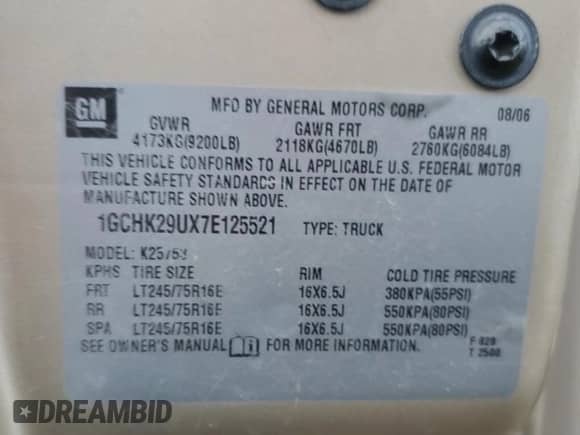 GM
MFD BY GENERAL MOTORS CORP. 08/06
GVWR GAWR FRT GAWR RR
4173KG(9200LB) 2118KG(4670LB) 2760KG(6084LB)
THIS VEHICLE CONFORMS TO ALL APPLICABLE U.S. FEDERAL MOTOR
VEHICLE SAFETY STANDARDS IN EFFECT ON THE DATE OF
MANUFACTURE SHOWN ABOVE.
1GCHK29UX7E125521 TYPE: TRUCK
MODEL: K25753
KPHS TIRE SIZE RIM COLD TIRE PRESSURE
FRT LT245/75R16E 16X6.5J 380KPA(55PSI)
RR LT245/75R16E 16X6.5J 550KPA(80PSI)
SPA LT245/75R16E 16X6.5J 550KPA(80PSI)
SEE OWNER'S MANUAL FOR MORE INFORMATION.
F 828
T 2508
DREAMBID